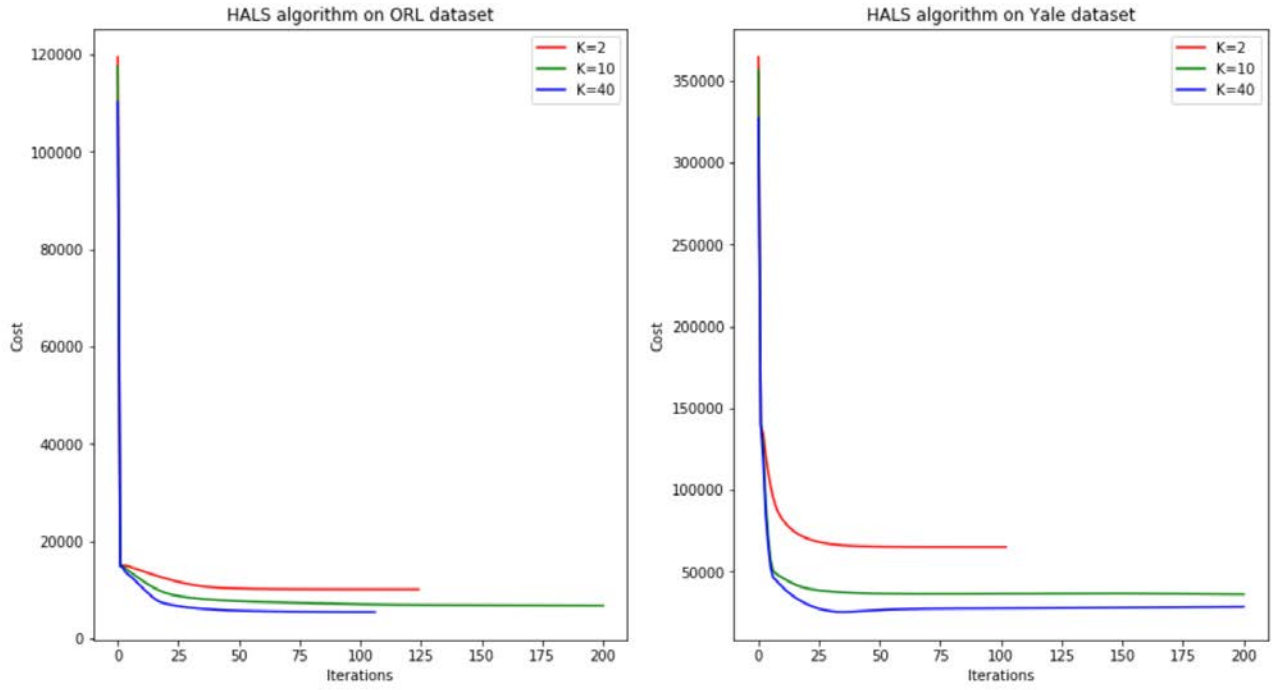 HALS algorithm on ORL dataset
120000
100000
80000
60000
40000
20000
0
Cost
0 25 50 75 100 125 150 175 200
Iterations
K=2
K=10
K=40
HALS algorithm on Yale dataset
350000
300000
250000
200000
150000
100000
50000
Cost
0 25 50 75 100 125 150 175 200
Iterations
K=2
K=10
K=40